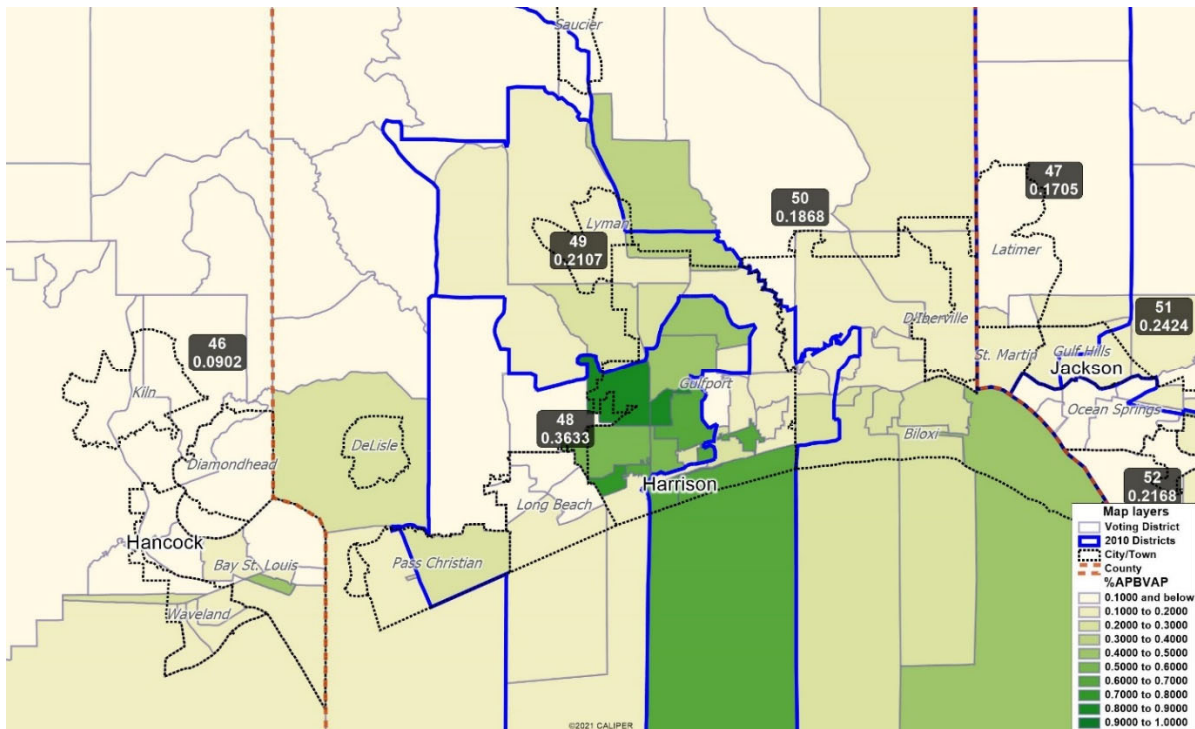 Saucier
47
0.1705
50
0.1868
Lyman
49
0.2107
Latimer
51
0.2424
46
0.0902
D'Iberville
St. Martin
Gulf Hills
Jackson
Kiln
Gulfport
Ocean Springs
48
0.3633
DeLisle
Biloxi
Diamondhead
Harrison
52
0.2168
Long Beach
Hancock
Bay St. Louis
Pass Christian
Waveland
Map layers
Voting District
2010 Districts
City/Town
County
%APBVAP
0.1000 and below
0.1000 to 0.2000
0.2000 to 0.3000
0.3000 to 0.4000
0.4000 to 0.5000
0.5000 to 0.6000
0.6000 to 0.7000
0.7000 to 0.8000
0.8000 to 0.9000
0.9000 to 1.0000
©2021 CALIPER